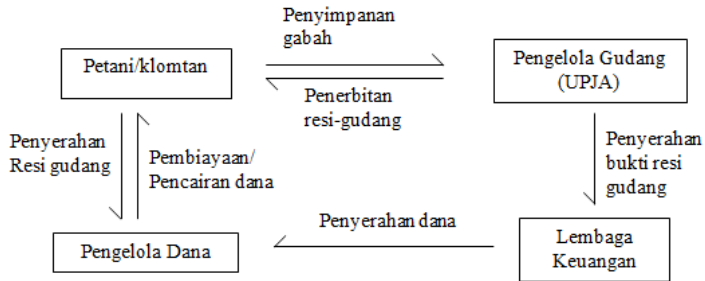 Penyimpanan
gabah
Petani/klomtan
Pengelola Gudang
(UPJA)
Penerbitan
resi-gudang
Penyerahan
Resi gudang
Pembiayaan/
Pencairan dana
Penyerahan
bukti resi
gudang
Penyerahan dana
Pengelola Dana
Lembaga
Keuangan